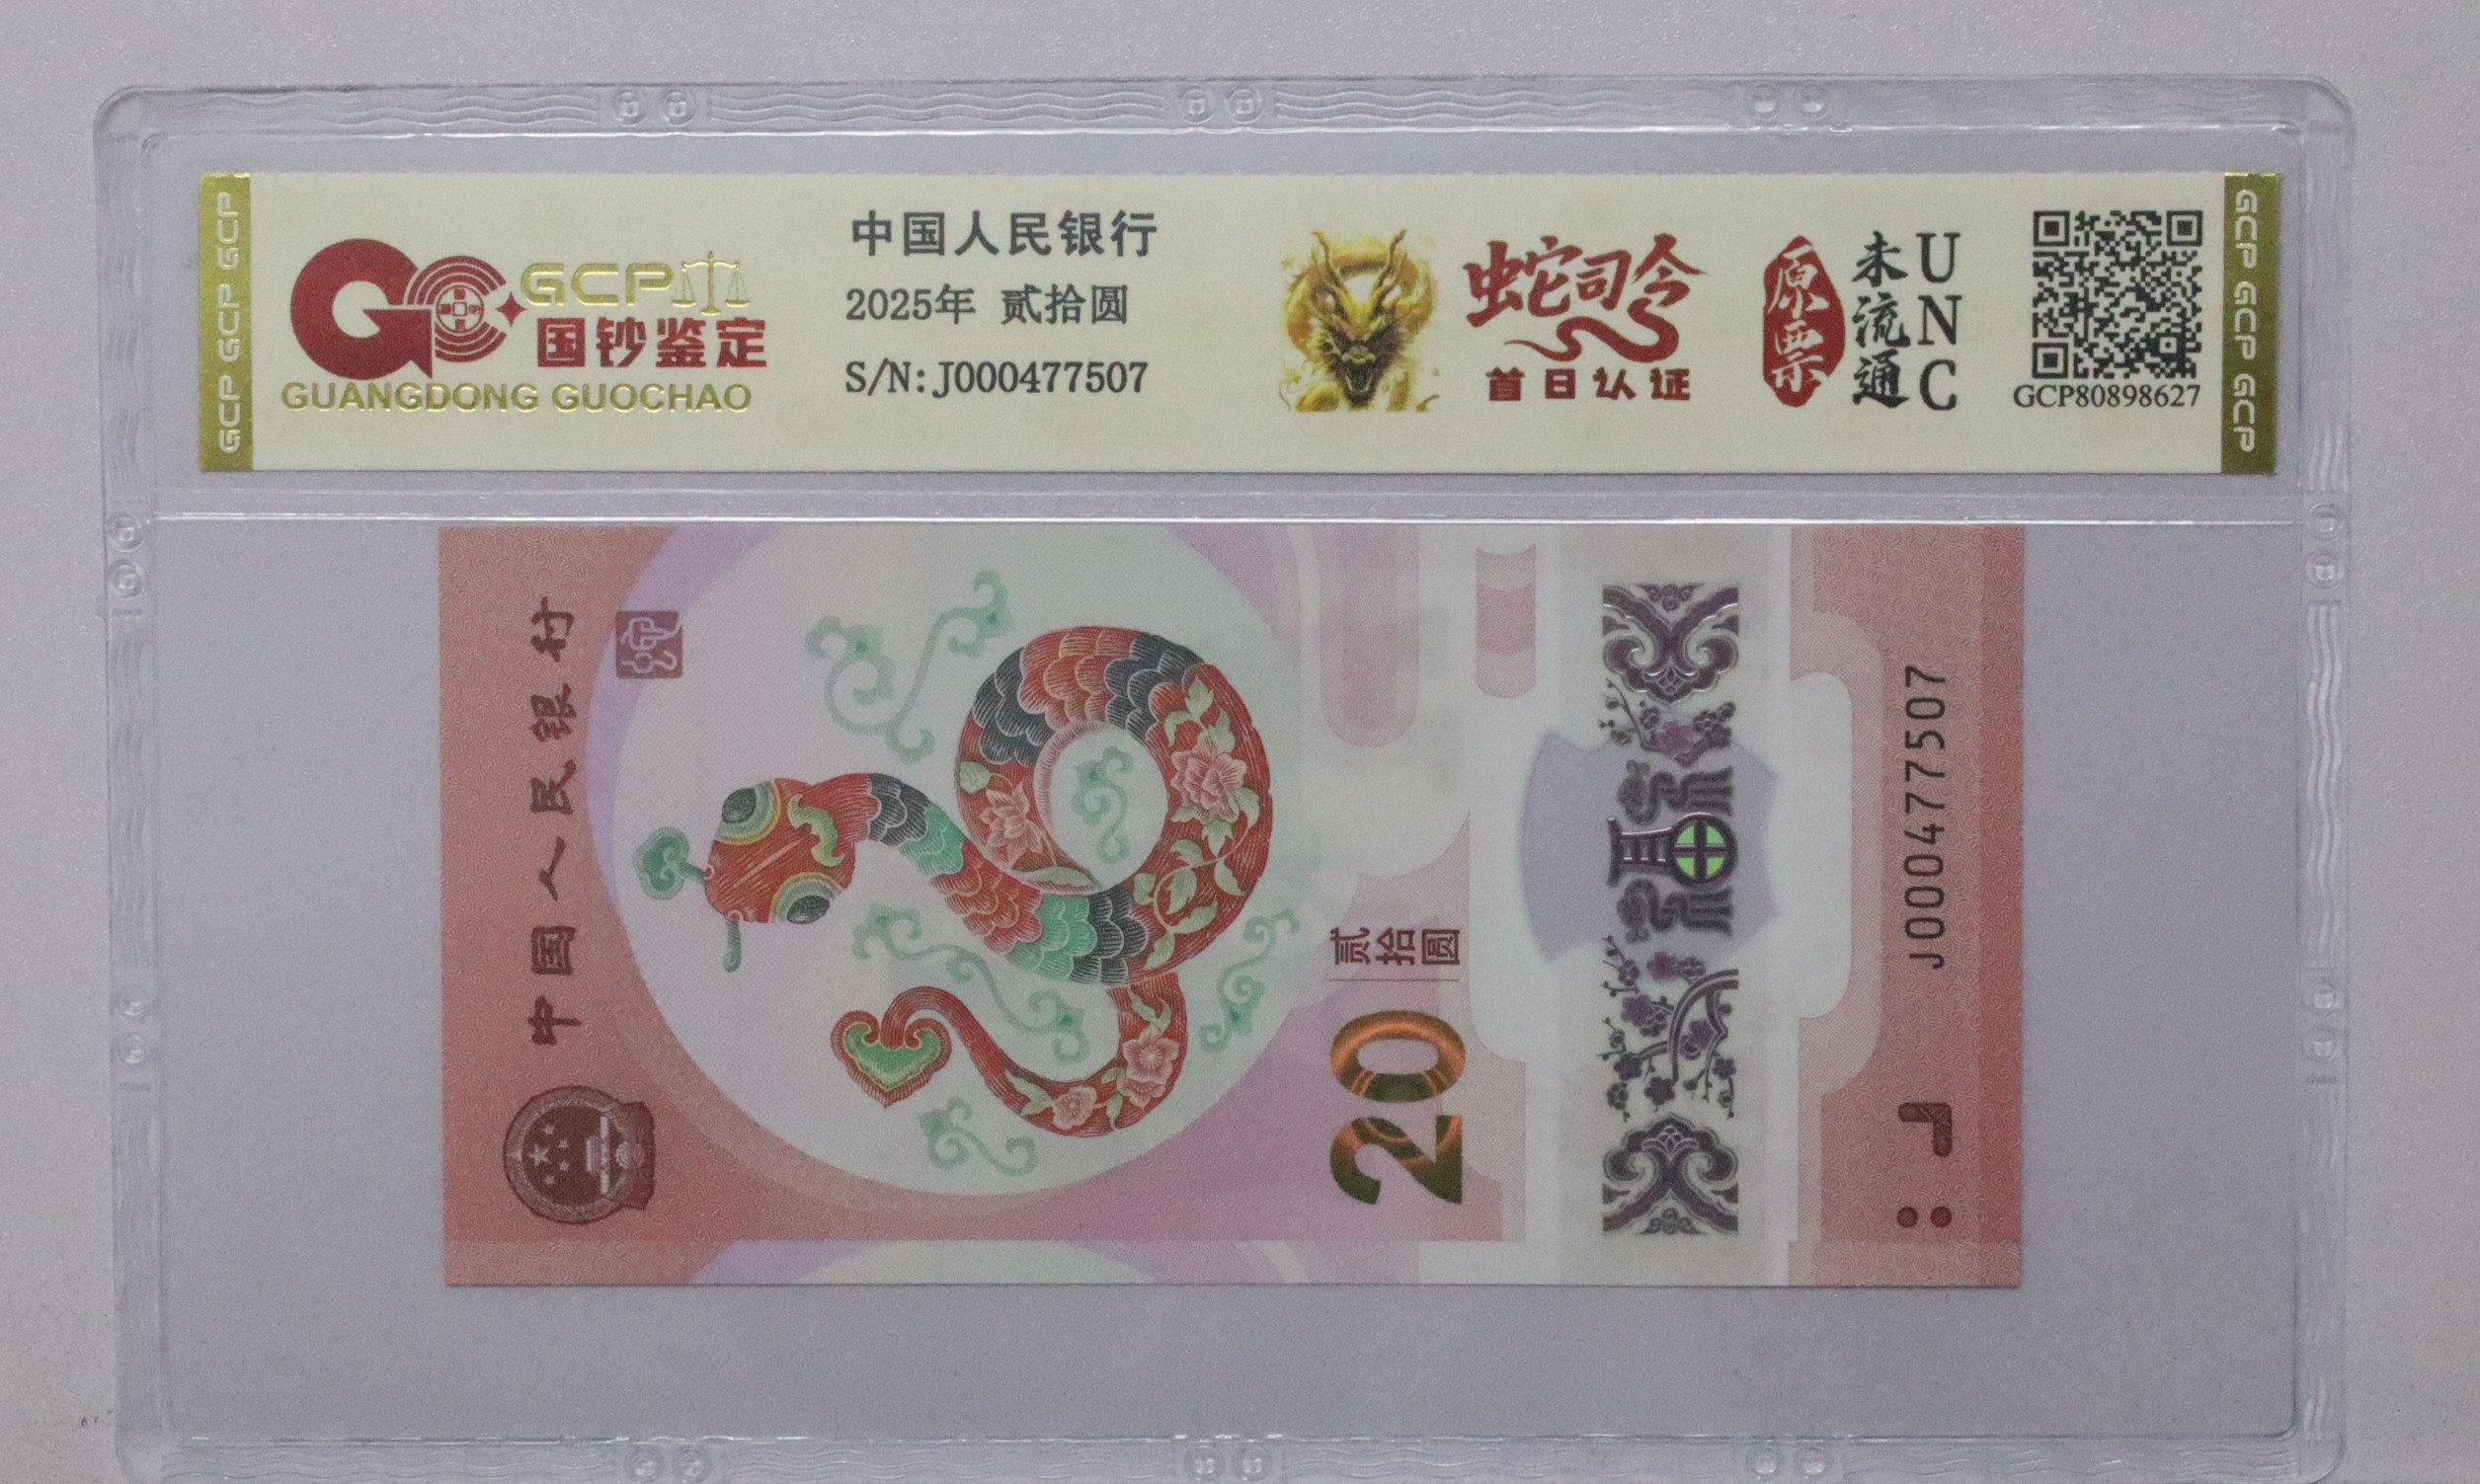 GCP GCP GCP
GCP
国钞鉴定
GUANGDONG GUOCHAO
中国人民银行
2025年 贰拾圆
S/N:J000477507
蛇司令
首日认证
原票
未流通
UNC
GCP80898627
GCP GCP GCP
中国人民银行
蛇
20
贰拾圆
福
J000477507